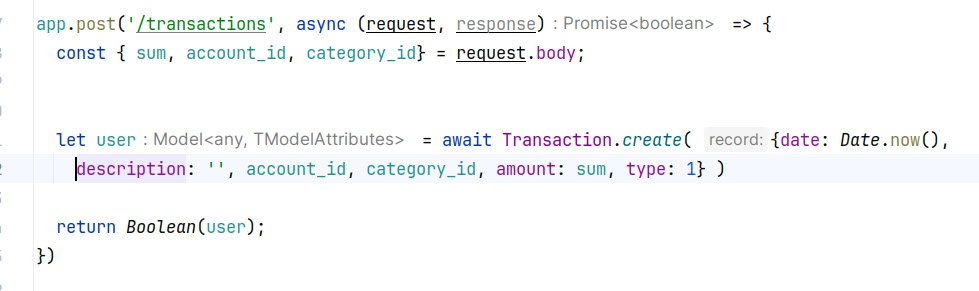 app.post('/transactions', async (request, response) : Promise<boolean> => {
const { sum, account_id, category_id} = request.body;
let user : Model<any, TModelAttributes> = await Transaction.create( record: {date: Date.now(),
description: '', account_id, category_id, amount: sum, type: 1} )
return Boolean(user);
})